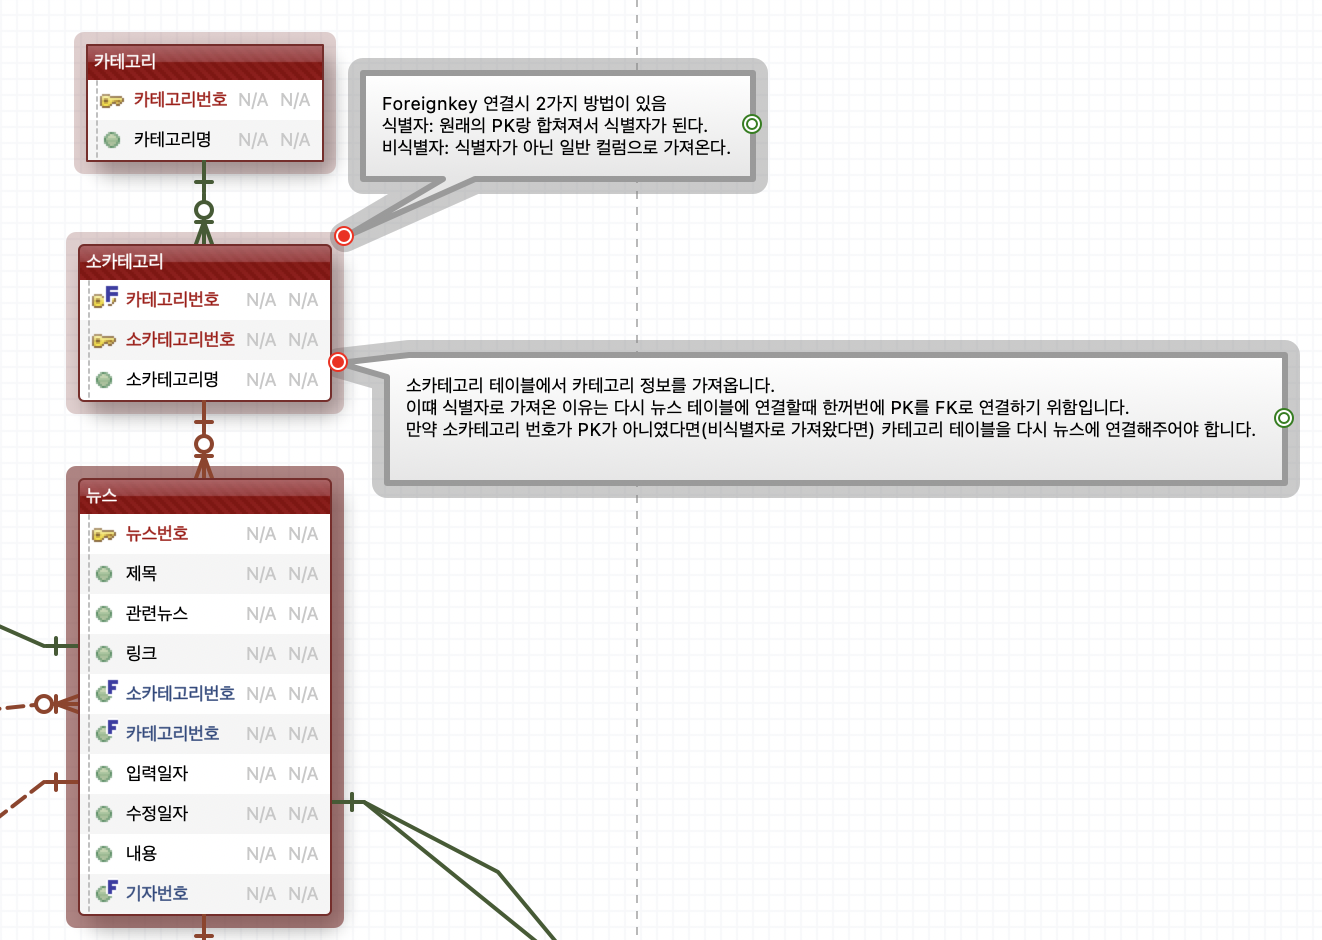 카테고리
카테고리번호 N/A N/A
카테고리명 N/A N/A
Foreignkey 연결시 2가지 방법이 있음
식별자: 원래의 PK랑 합쳐져서 식별자가 된다.
비식별자: 식별자가 아닌 일반 컬럼으로 가져온다.
소카테고리
F 카테고리번호 N/A N/A
소카테고리번호 N/A N/A
소카테고리명 N/A N/A
소카테고리 테이블에서 카테고리 정보를 가져옵니다.
이떄 식별자로 가져온 이유는 다시 뉴스 테이블에 연결할때 한꺼번에 PK를 FK로 연결하기 위함입니다.
만약 소카테고리 번호가 PK가 아니였다면(비식별자로 가져왔다면) 카테고리 테이블을 다시 뉴스에 연결해주어야 합니다.
뉴스
뉴스번호 N/A N/A
제목 N/A N/A
관련뉴스 N/A N/A
링크 N/A N/A
F 소카테고리번호 N/A N/A
F 카테고리번호 N/A N/A
입력일자 N/A N/A
수정일자 N/A N/A
내용 N/A N/A
F 기자번호 N/A N/A